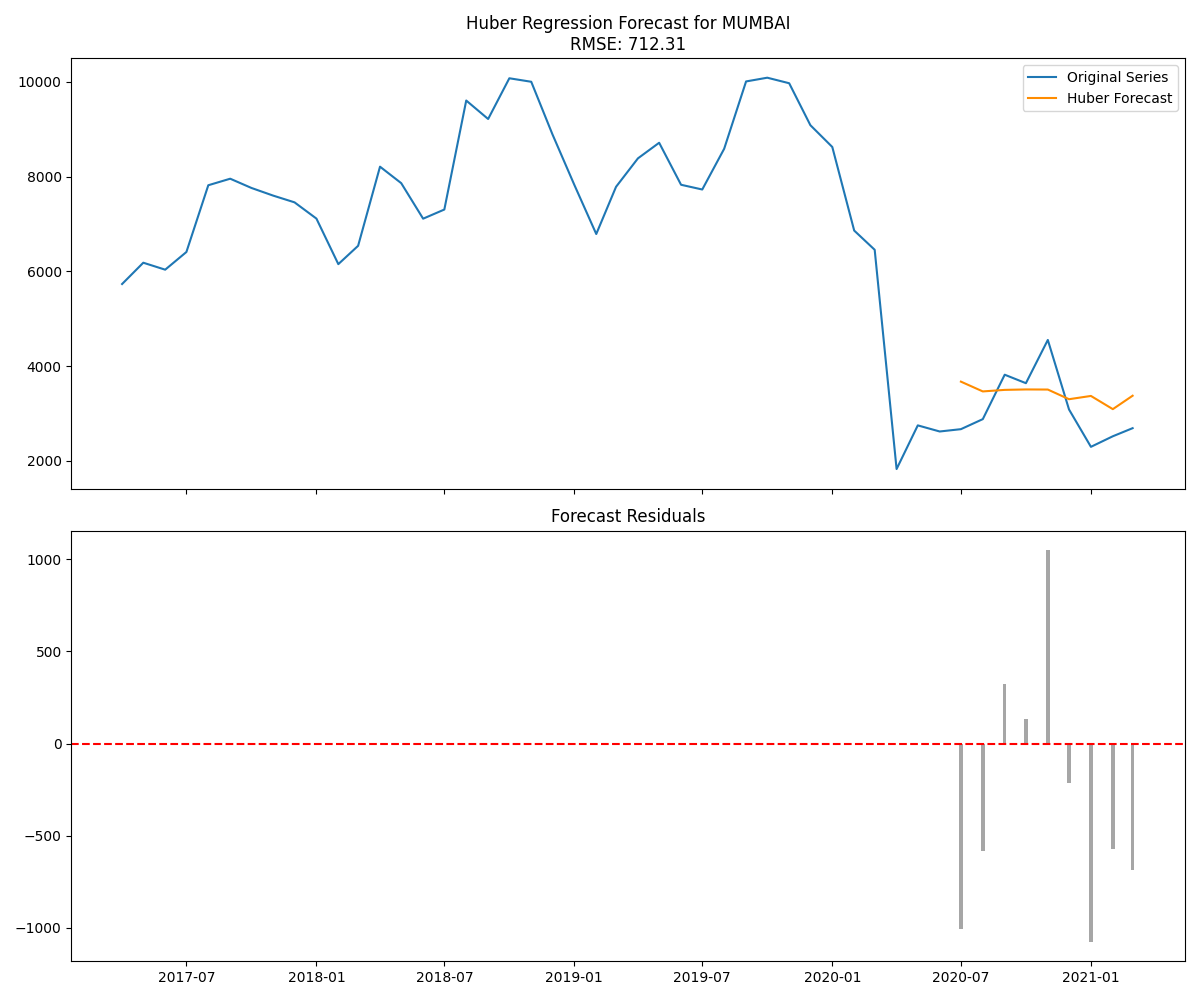 Huber Regression Forecast for MUMBAI
RMSE: 712.31
Original Series
Huber Forecast
10000
8000
6000
4000
2000
Forecast Residuals
1000
500
0
−500
−1000
2017-07 2018-01 2018-07 2019-01 2019-07 2020-01 2020-07 2021-01